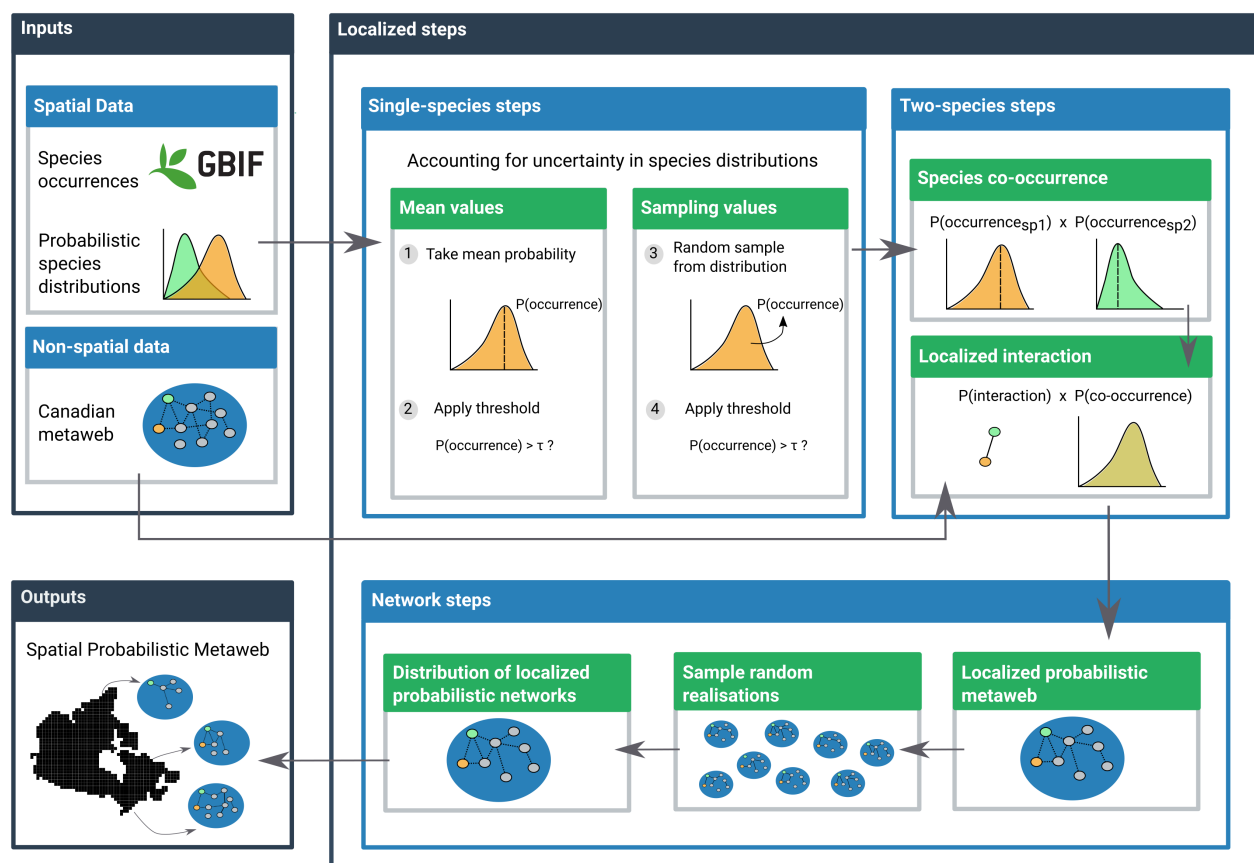 Inputs
Spatial Data
Species
occurrences
GBIF
Probabilistic
species
distributions
Non-spatial data
Canadian
metaweb
Localized steps
Single-species steps
Accounting for uncertainty in species distributions
Mean values
1 Take mean probability
P(occurrence)
2 Apply threshold
P(occurrence) > τ ?
Sampling values
3 Random sample
from distribution
P(occurrence)
4 Apply threshold
P(occurrence) > τ ?
Two-species steps
Species co-occurrence
P(occurrencesp1) x P(occurrencesp2)
Localized interaction
P(interaction) x P(co-occurrence)
Network steps
Localized probabilistic
metaweb
Sample random
realisations
Distribution of localized
probabilistic networks
Outputs
Spatial Probabilistic Metaweb